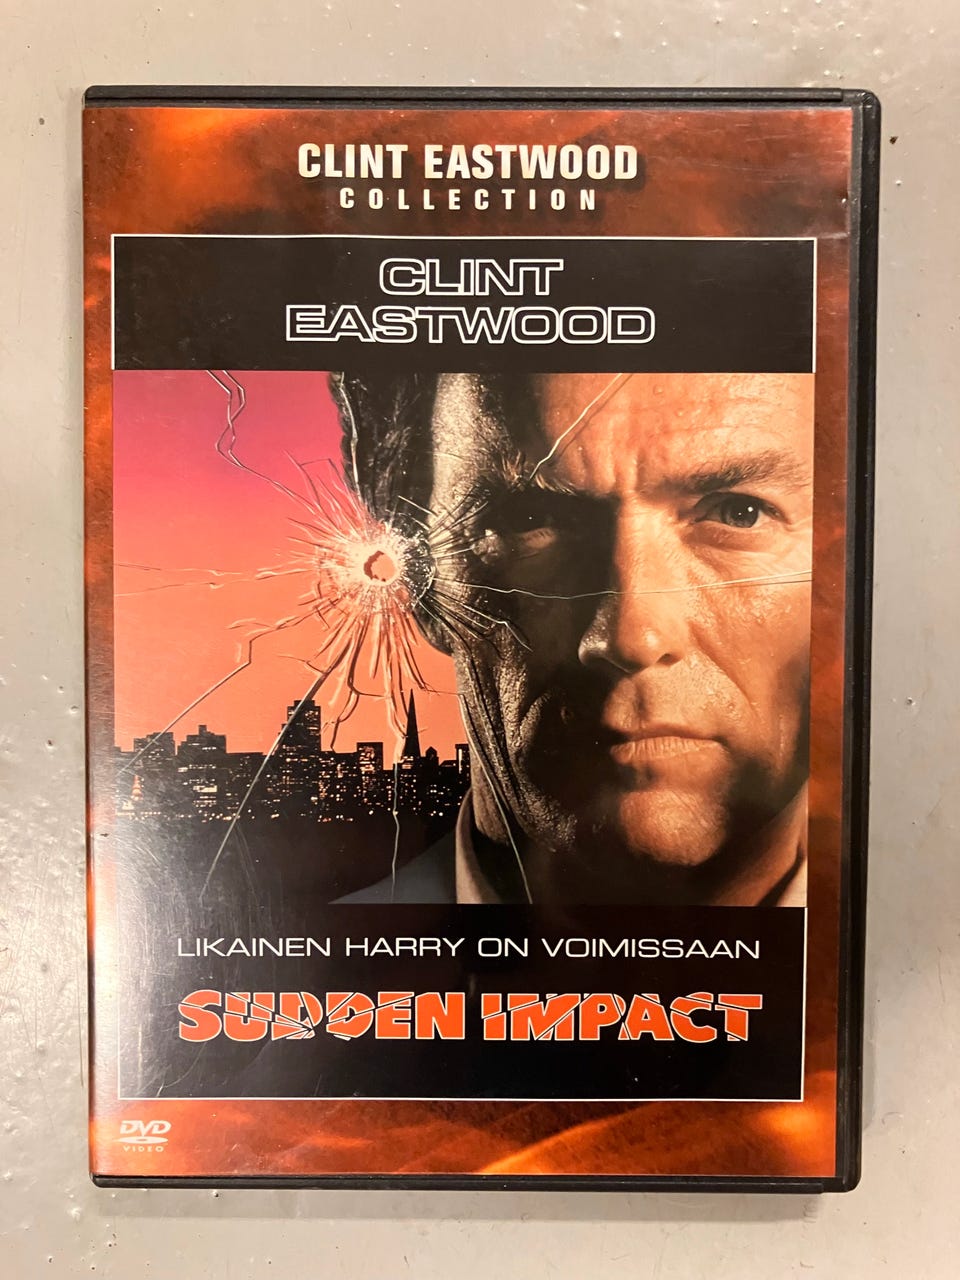 CLINT EASTWOOD
COLLECTION
CLINT
EASTWOOD
LIKAINEN HARRY ON VOIMISSAAN
SUDDEN IMPACT
DVD
VIDEO